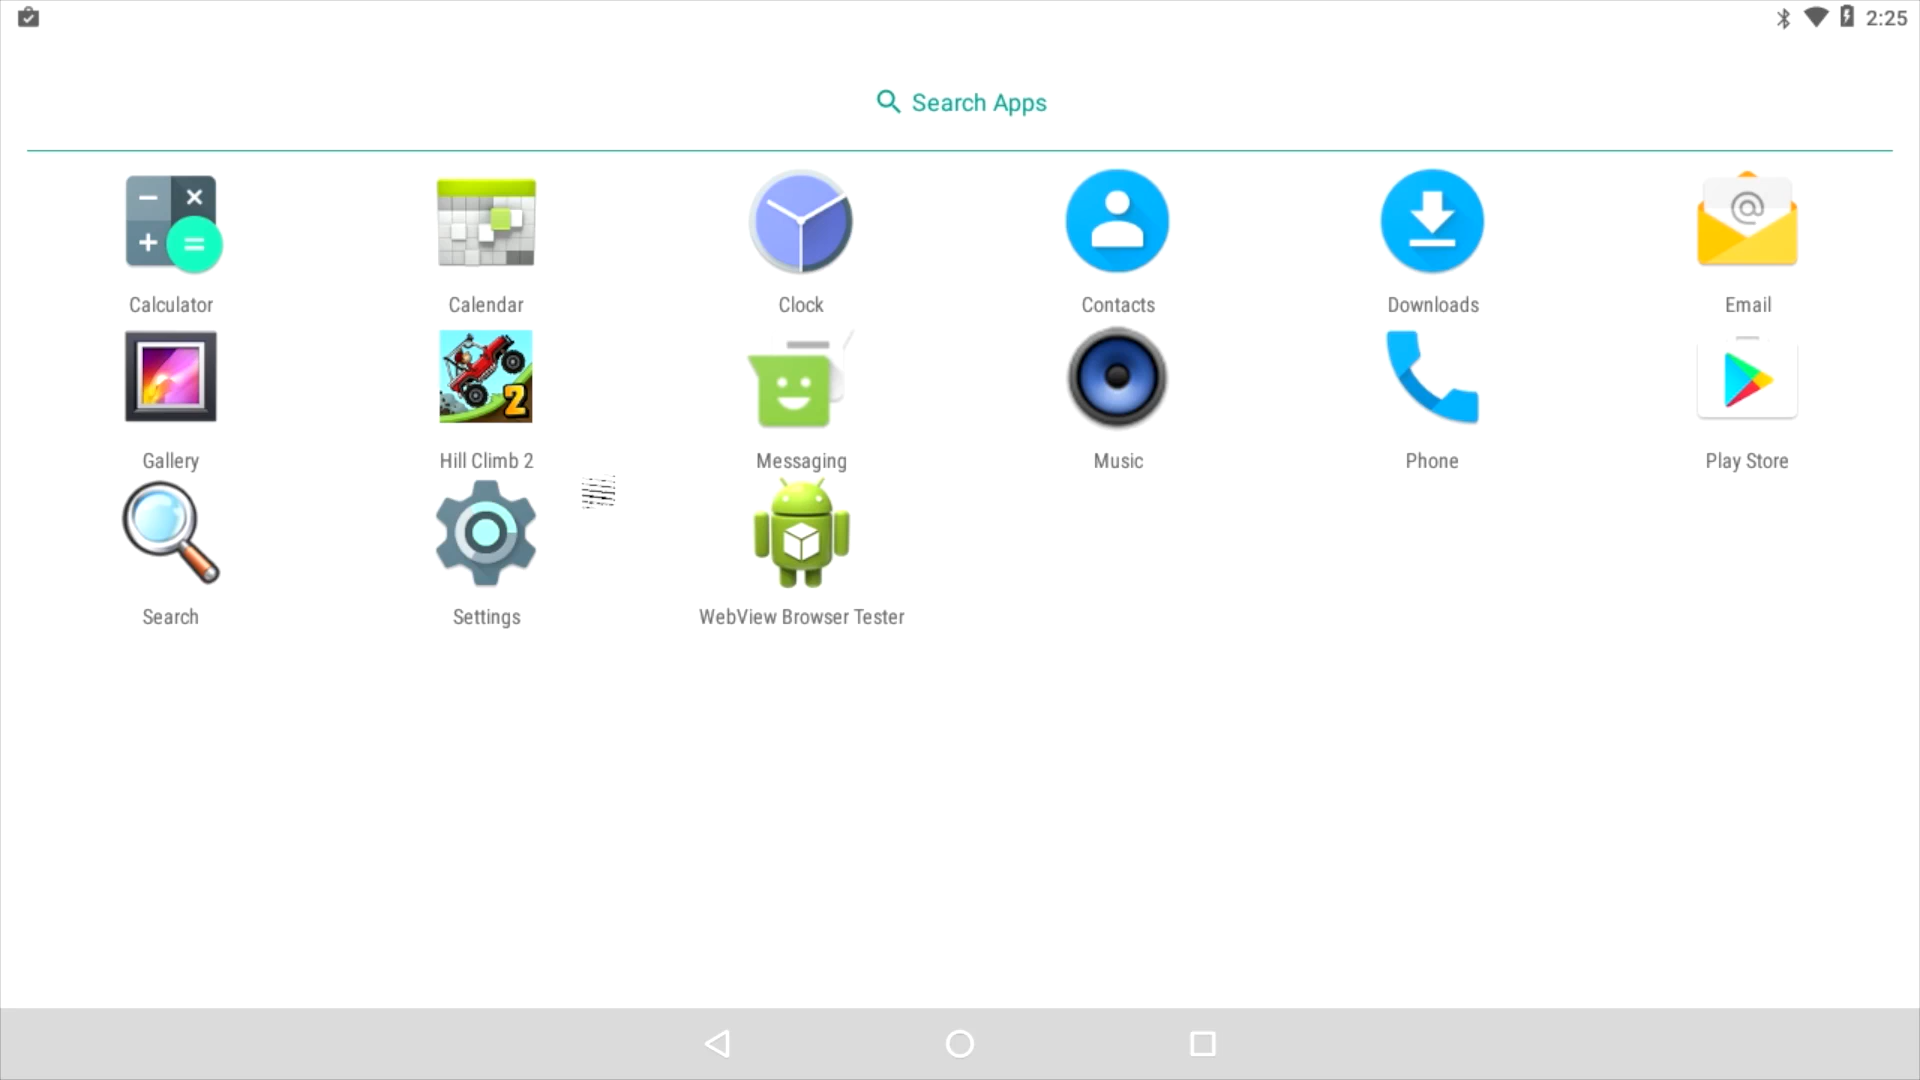 2:25
Search Apps
Calculator
Calendar
Clock
Contacts
Downloads
Email
Gallery
Hill Climb 2
Messaging
Music
Phone
Play Store
Search
Settings
WebView Browser Tester